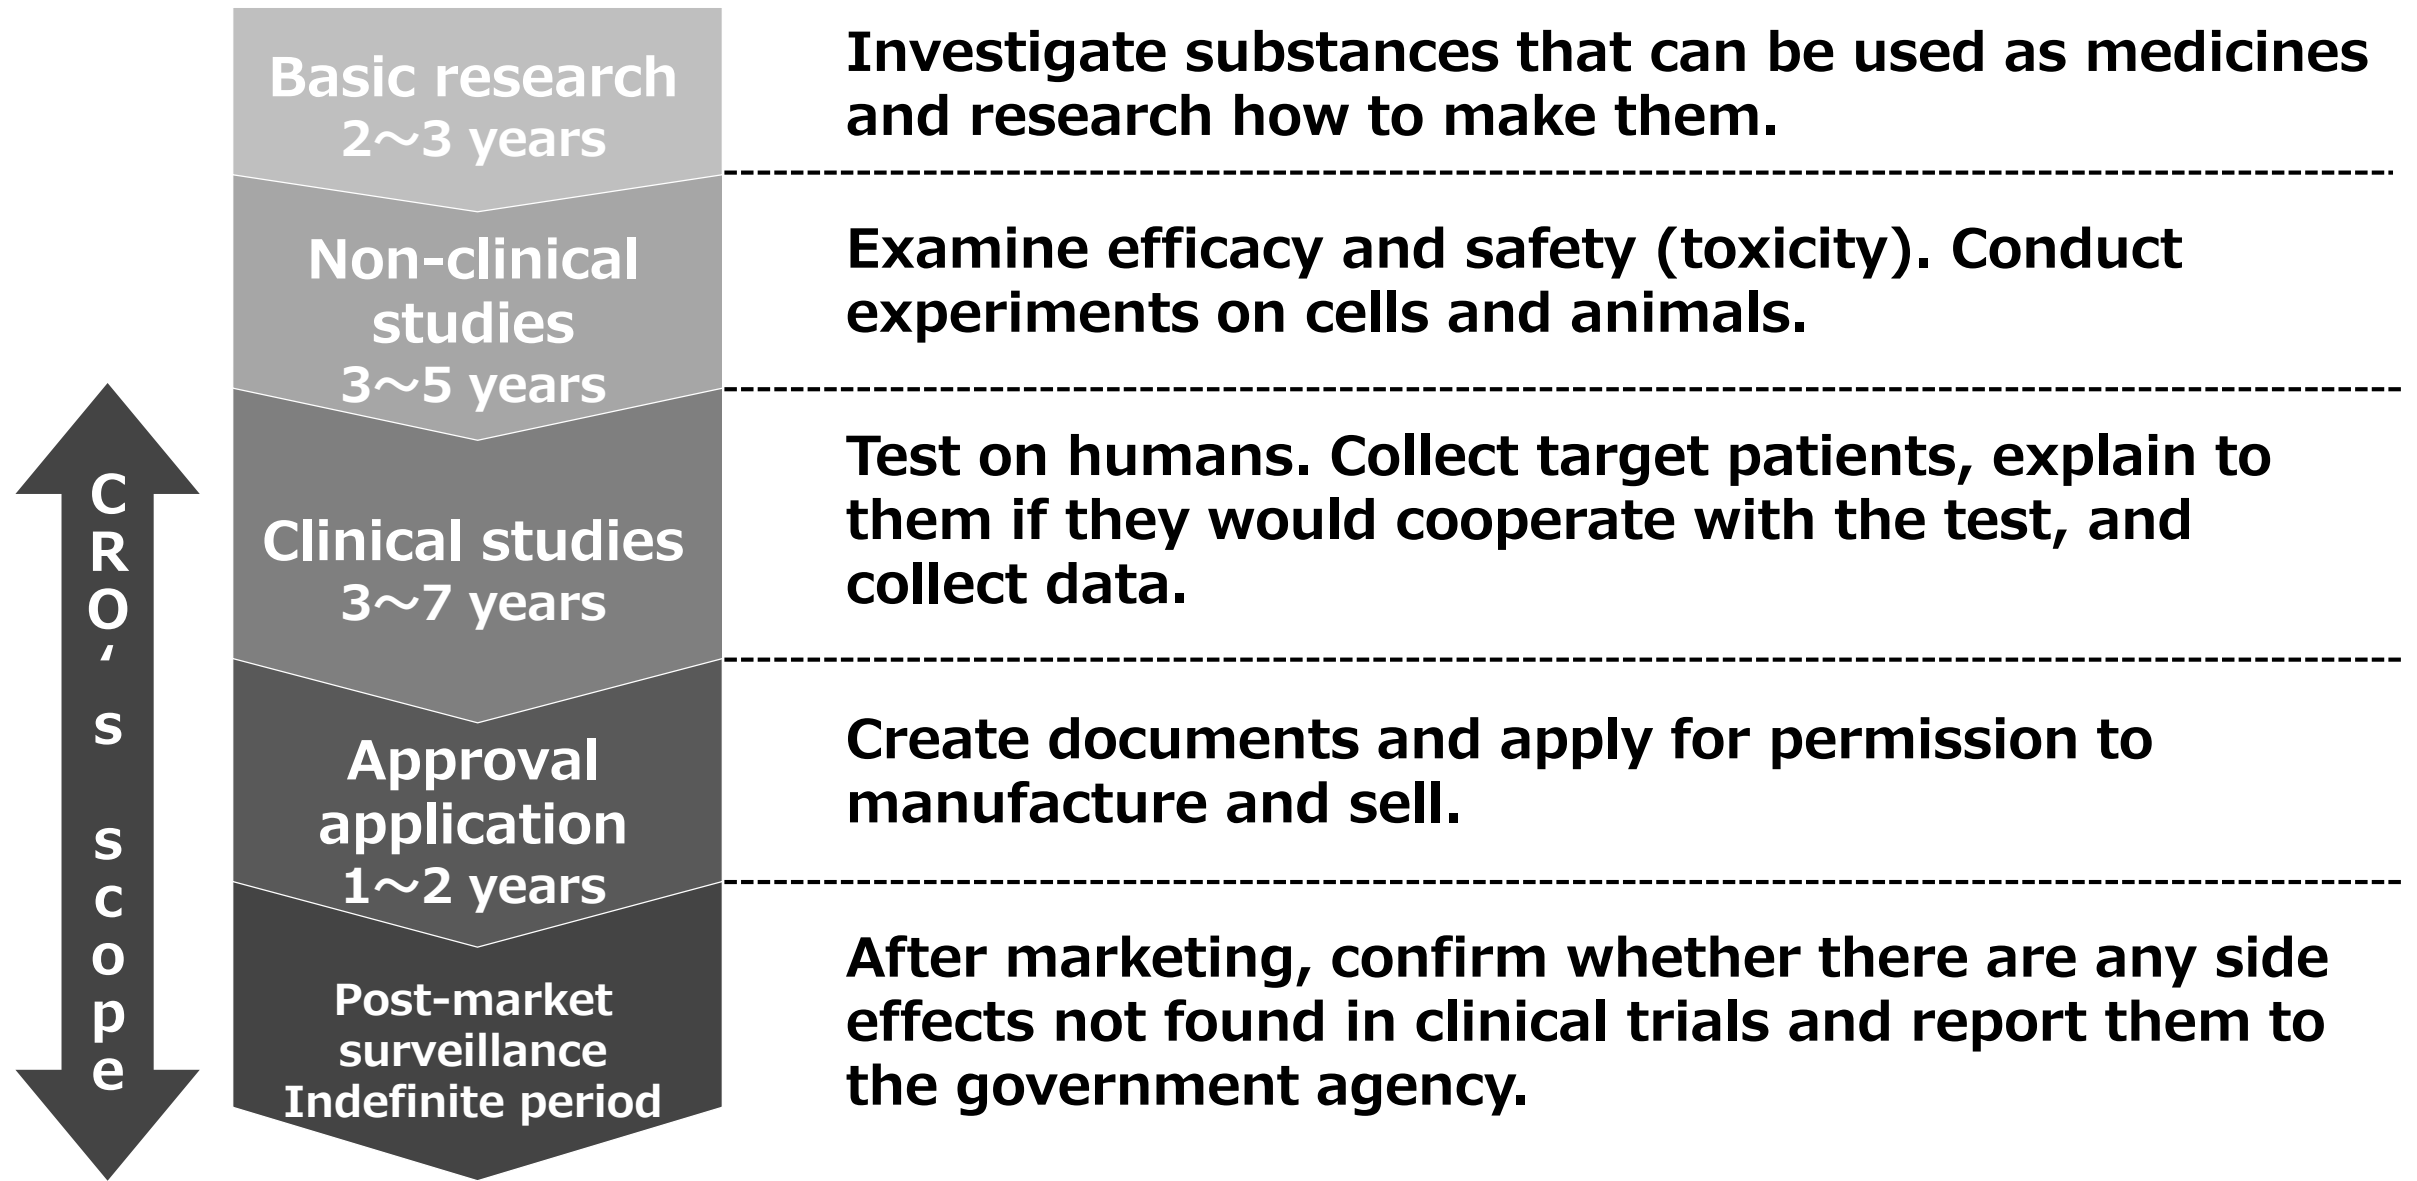 Basic research
2～3 years
Investigate substances that can be used as medicines
and research how to make them.
Non-clinical
studies
3～5 years
Examine efficacy and safety (toxicity). Conduct
experiments on cells and animals.
CRO‘s scope
Clinical studies
3～7 years
Test on humans. Collect target patients, explain to
them if they would cooperate with the test, and
collect data.
Approval
application
1～2 years
Create documents and apply for permission to
manufacture and sell.
Post-market
surveillance
Indefinite period
After marketing, confirm whether there are any side
effects not found in clinical trials and report them to
the government agency.